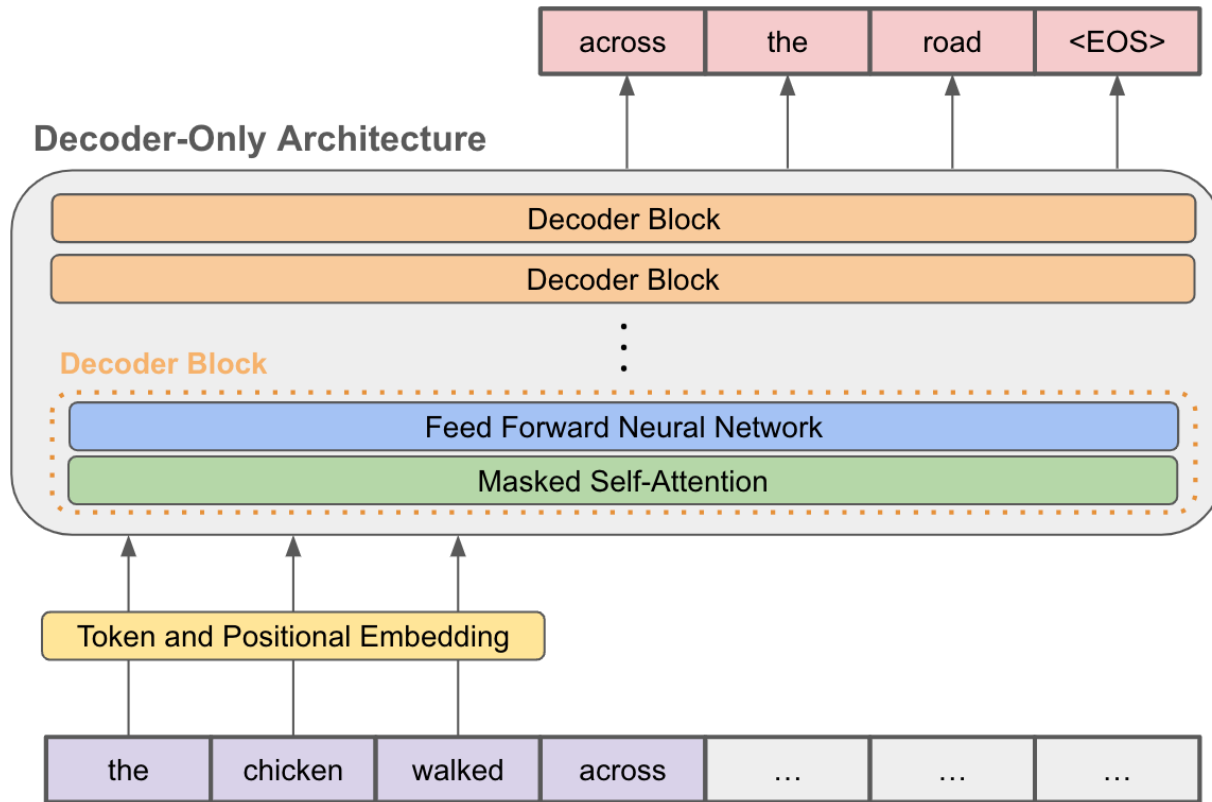 across the road <EOS>
Decoder-Only Architecture
Decoder Block
Decoder Block
Decoder Block
Feed Forward Neural Network
Masked Self-Attention
Token and Positional Embedding
the chicken walked across ... ... ...